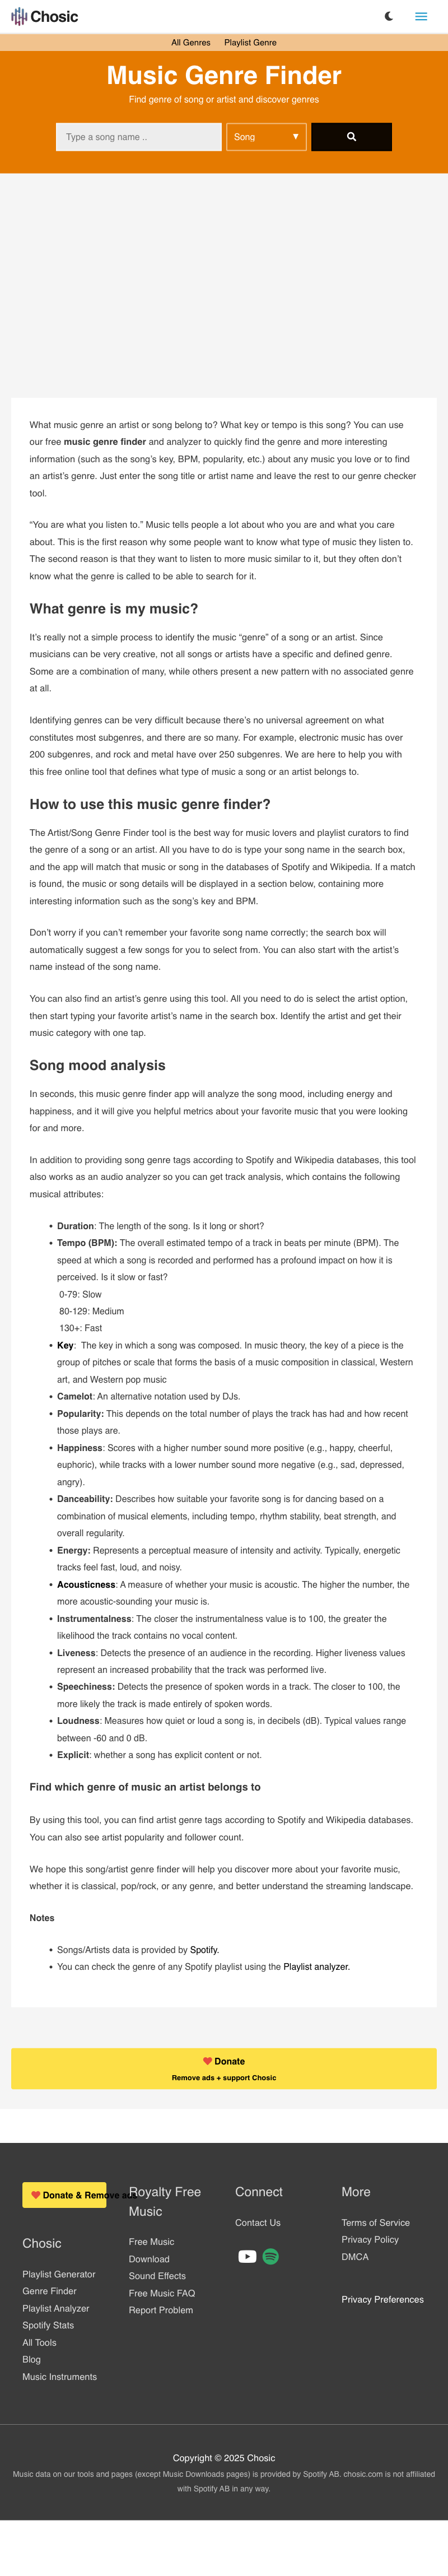 Chosic
All Genres Playlist Genre
Music Genre Finder
Find genre of song or artist and discover genres
Type a song name ..
Song
What music genre an artist or song belong to? What key or tempo is this song? You can use
our free music genre finder and analyzer to quickly find the genre and more interesting
information (such as the song's key, BPM, popularity, etc.) about any music you love or to find
an artist's genre. Just enter the song title or artist name and leave the rest to our genre checker
tool.
“You are what you listen to.” Music tells people a lot about who you are and what you care
about. This is the first reason why some people want to know what type of music they listen to.
The second reason is that they want to listen to more music similar to it, but they often don't
know what the genre is called to be able to search for it.
What genre is my music?
It's really not a simple process to identify the music “genre” of a song or an artist. Since
musicians can be very creative, not all songs or artists have a specific and defined genre.
Some are a combination of many, while others present a new pattern with no associated genre
at all.
Identifying genres can be very difficult because there's no universal agreement on what
constitutes most subgenres, and there are so many. For example, electronic music has over
200 subgenres, and rock and metal have over 250 subgenres. We are here to help you with
this free online tool that defines what type of music a song or an artist belongs to.
How to use this music genre finder?
The Artist/Song Genre Finder tool is the best way for music lovers and playlist curators to find
the genre of a song or an artist. All you have to do is type your song name in the search box,
and the app will match that music or song in the databases of Spotify and Wikipedia. If a match
is found, the music or song details will be displayed in a section below, containing more
interesting information such as the song's key and BPM.
Don't worry if you can't remember your favorite song name correctly; the search box will
automatically suggest a few songs for you to select from. You can also start with the artist's
name instead of the song name.
You can also find an artist's genre using this tool. All you need to do is select the artist option,
then start typing your favorite artist's name in the search box. Identify the artist and get their
music category with one tap.
Song mood analysis
In seconds, this music genre finder app will analyze the song mood, including energy and
happiness, and it will give you helpful metrics about your favorite music that you were looking
for and more.
In addition to providing song genre tags according to Spotify and Wikipedia databases, this tool
also works as an audio analyzer so you can get track analysis, which contains the following
musical attributes:
• Duration: The length of the song. Is it long or short?
• Tempo (BPM): The overall estimated tempo of a track in beats per minute (BPM). The
speed at which a song is recorded and performed has a profound impact on how it is
perceived. Is it slow or fast?
0-79: Slow
80-129: Medium
130+: Fast
• Key: The key in which a song was composed. In music theory, the key of a piece is the
group of pitches or scale that forms the basis of a music composition in classical, Western
art, and Western pop music
• Camelot: An alternative notation used by DJs.
• Popularity: This depends on the total number of plays the track has had and how recent
those plays are.
• Happiness: Scores with a higher number sound more positive (e.g., happy, cheerful,
euphoric), while tracks with a lower number sound more negative (e.g., sad, depressed,
angry).
• Danceability: Describes how suitable your favorite song is for dancing based on a
combination of musical elements, including tempo, rhythm stability, beat strength, and
overall regularity.
• Energy: Represents a perceptual measure of intensity and activity. Typically, energetic
tracks feel fast, loud, and noisy.
• Acousticness: A measure of whether your music is acoustic. The higher the number, the
more acoustic-sounding your music is.
• Instrumentalness: The closer the instrumentalness value is to 100, the greater the
likelihood the track contains no vocal content.
• Liveness: Detects the presence of an audience in the recording. Higher liveness values
represent an increased probability that the track was performed live.
• Speechiness: Detects the presence of spoken words in a track. The closer to 100, the
more likely the track is made entirely of spoken words.
• Loudness: Measures how quiet or loud a song is, in decibels (dB). Typical values range
between -60 and 0 dB.
• Explicit: whether a song has explicit content or not.
Find which genre of music an artist belongs to
By using this tool, you can find artist genre tags according to Spotify and Wikipedia databases.
You can also see artist popularity and follower count.
We hope this song/artist genre finder will help you discover more about your favorite music,
whether it is classical, pop/rock, or any genre, and better understand the streaming landscape.
Notes
• Songs/Artists data is provided by Spotify.
• You can check the genre of any Spotify playlist using the Playlist analyzer.
Donate
Remove ads + support Chosic
Donate & Remove ads
Chosic
Playlist Generator
Genre Finder
Playlist Analyzer
Spotify Stats
All Tools
Blog
Music Instruments
Royalty Free
Music
Free Music
Download
Sound Effects
Free Music FAQ
Report Problem
Connect
Contact Us
More
Terms of Service
Privacy Policy
DMCA
Privacy Preferences
Copyright © 2025 Chosic
Music data on our tools and pages (except Music Downloads pages) is provided by Spotify AB. chosic.com is not affiliated
with Spotify AB in any way.